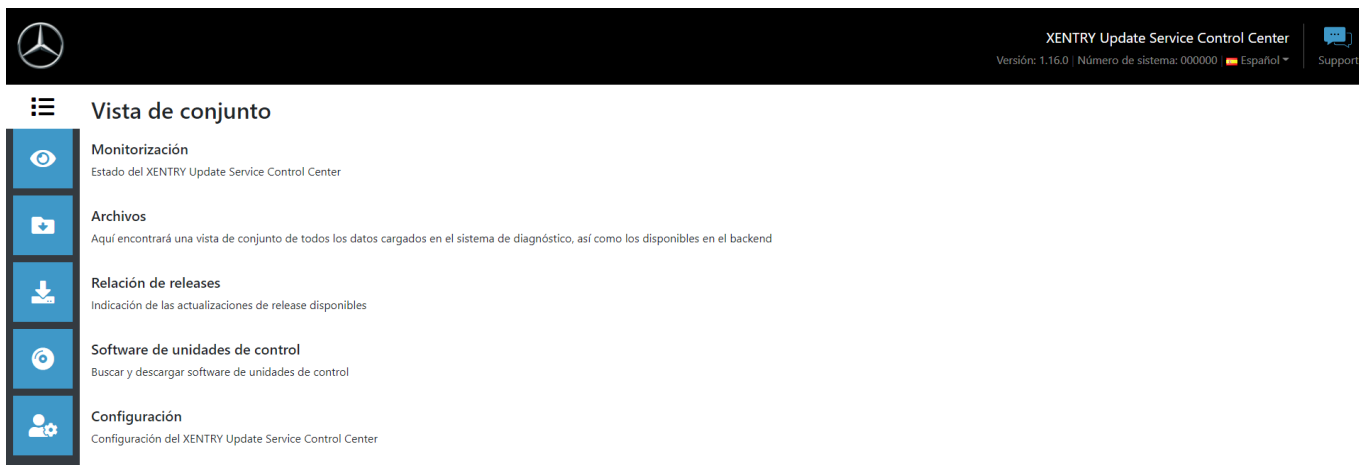 XENTRY Update Service Control Center
Versión: 1.16.0 | Número de sistema: 000000 | Español
Support
Vista de conjunto
Monitorización
Estado del XENTRY Update Service Control Center
Archivos
Aquí encontrará una vista de conjunto de todos los datos cargados en el sistema de diagnóstico, así como los disponibles en el backend
Relación de releases
Indicación de las actualizaciones de release disponibles
Software de unidades de control
Buscar y descargar software de unidades de control
Configuración
Configuración del XENTRY Update Service Control Center